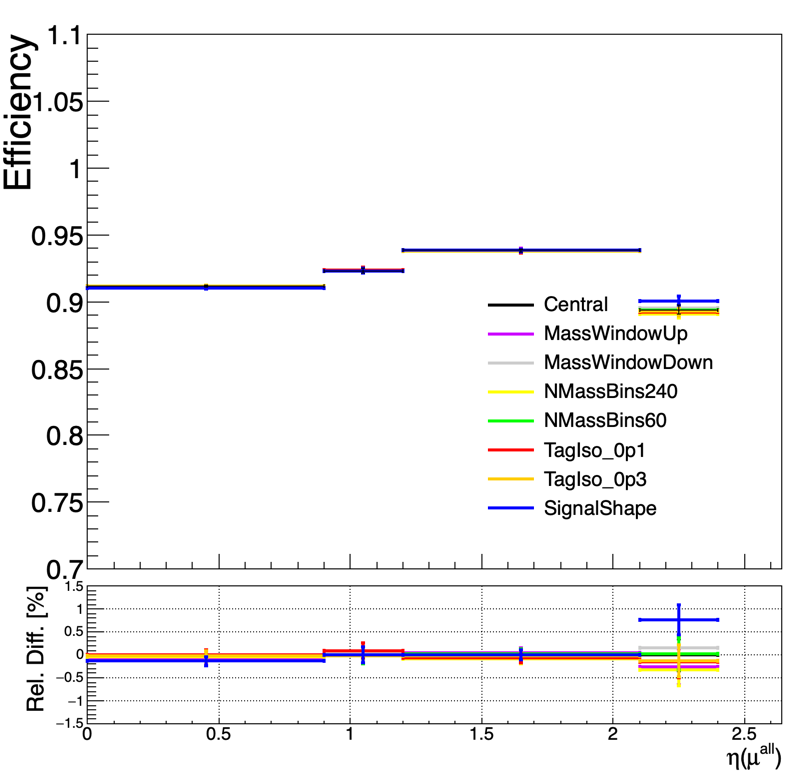 Efficiency
1.1
1.05
1
0.95
0.9
0.85
0.8
0.75
0.7
Central
MassWindowUp
MassWindowDown
NMassBins240
NMassBins60
TagIso_0p1
TagIso_0p3
SignalShape
Rel. Diff. [%]
1.5
1
0.5
0
−0.5
−1
−1.5
0 0.5 1 1.5 2 2.5
η(μ^all)